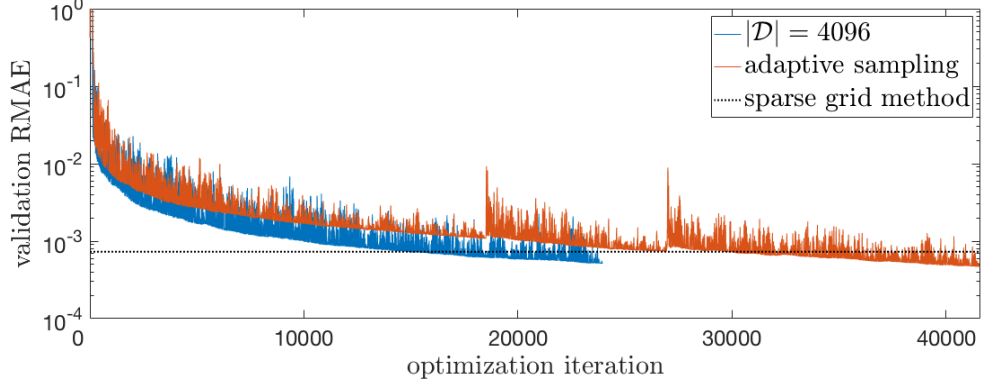 10^0
10^-1
10^-2
10^-3
10^-4
validation RMAE
|𝒟| = 4096
adaptive sampling
sparse grid method
0 10000 20000 30000 40000
optimization iteration